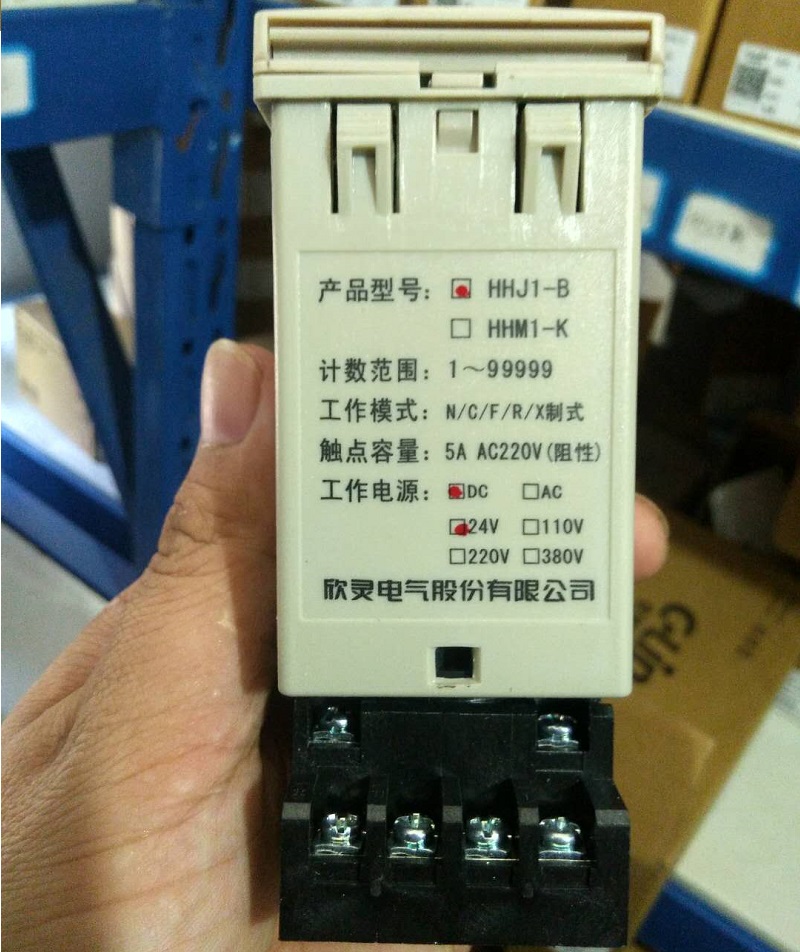 产品型号: HHJ1-B
□ HHM1-K
计数范围: 1～99999
工作模式: N/C/F/R/X制式
触点容量: 5A AC220V(阻性)
工作电源: DC □AC
24V □110V
□220V □380V
欣灵电气股份有限公司